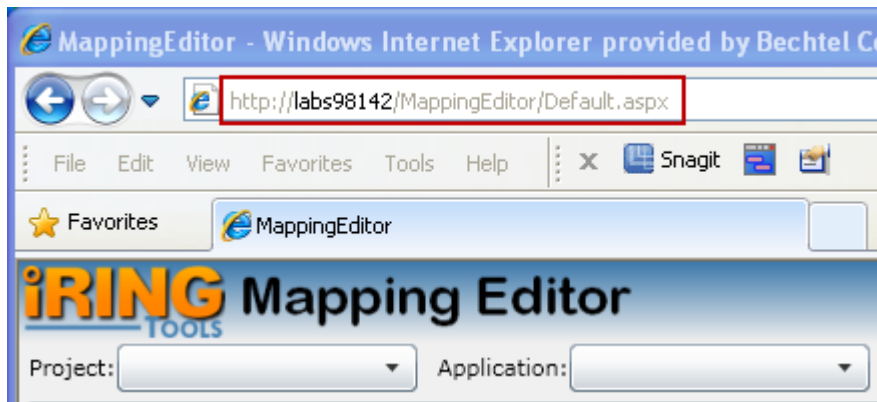 MappingEditor - Windows Internet Explorer provided by Bechtel
http://labs98142/MappingEditor/Default.aspx
File Edit View Favorites Tools Help x Snagit
Favorites MappingEditor
iRING TOOLS Mapping Editor
Project: Application: